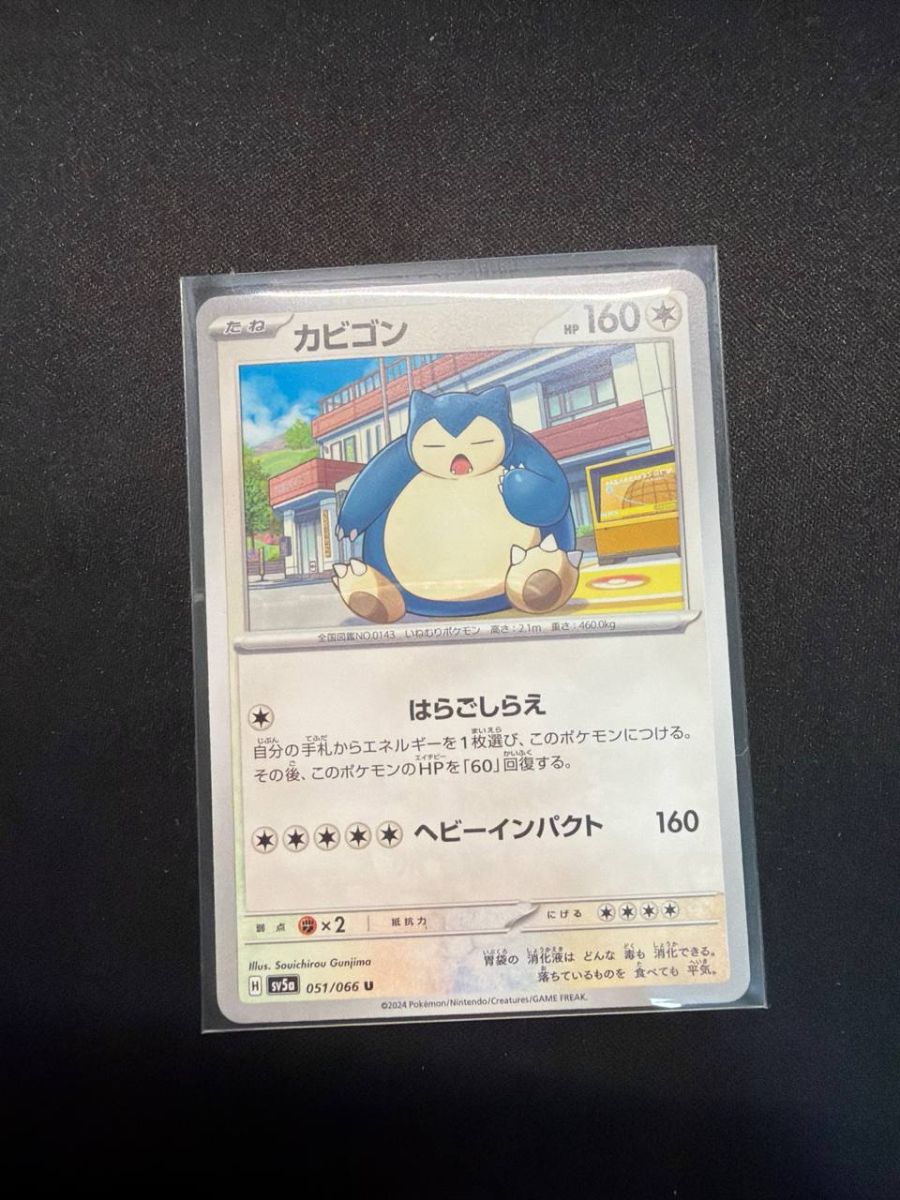 たね カビゴン HP 160
全国図鑑NO.0143 いねむりポケモン 高さ:2.1m 重さ:460.0kg
はらごしらえ
自分の手札からエネルギーを1枚選び、このポケモンにつける。
その後、このポケモンのHPを「60」回復する。
ヘビーインパクト 160
弱点 ×2 抵抗力 にげる
Illus. Souichirou Gunjima
胃袋の 消化液は どんな 毒も 消化できる。
落ちているものを 食べても 平気。
H sv5a 051/066 U
©2024 Pokémon/Nintendo/Creatures/GAME FREAK.